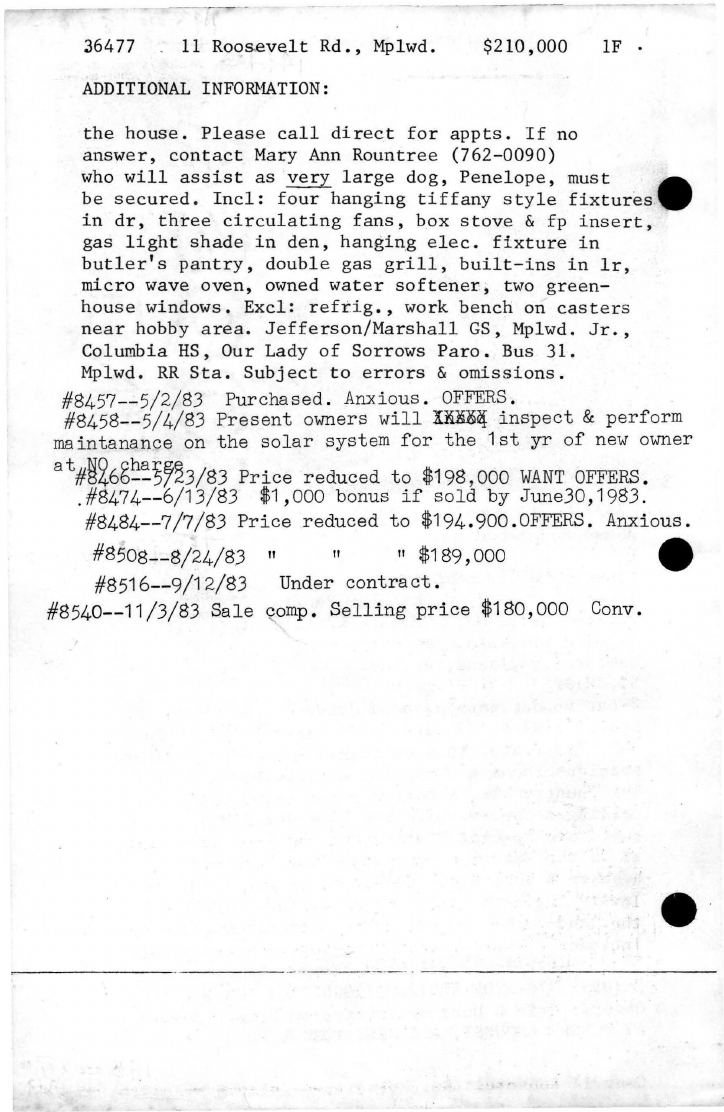 36477 11 Roosevelt Rd., Mplwd. $210,000 1F .
ADDITIONAL INFORMATION:
the house. Please call direct for appts. If no
answer, contact Mary Ann Rountree (762-0090)
who will assist as very large dog, Penelope, must
be secured. Incl: four hanging tiffany style fixtures
in dr, three circulating fans, box stove & fp insert,
gas light shade in den, hanging elec. fixture in
butler's pantry, double gas grill, built-ins in lr,
micro wave oven, owned water softener, two green-
house windows. Excl: refrig., work bench on casters
near hobby area. Jefferson/Marshall GS, Mplwd. Jr.,
Columbia HS, Our Lady of Sorrows Paro. Bus 31.
Mplwd. RR Sta. Subject to errors & omissions.
#8457--5/2/83 Purchased. Anxious. OFFERS.
#8458--5/4/83 Present owners will inspect & perform
maintanance on the solar system for the 1st yr of new owner
at NO charge
#8466--5/23/83 Price reduced to $198,000 WANT OFFERS.
.#8474--6/13/83 $1,000 bonus if sold by June30,1983.
#8484--7/7/83 Price reduced to $194.900.OFFERS. Anxious.
#8508--8/24/83 " " " $189,000
#8516--9/12/83 Under contract.
#8540--11/3/83 Sale comp. Selling price $180,000 Conv.